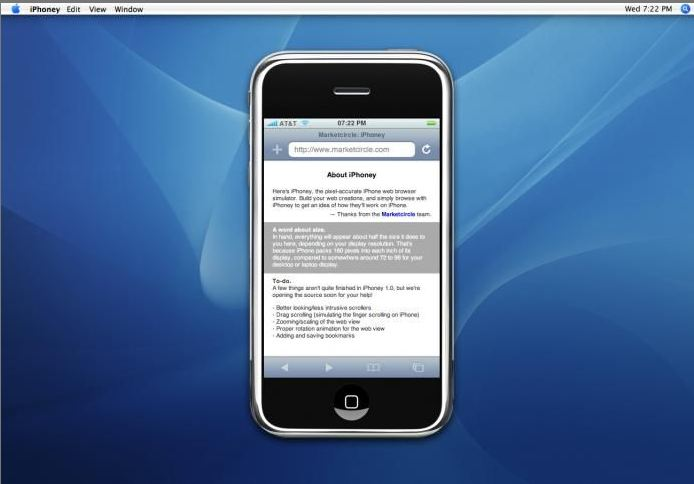 iPhoney Edit View Window
Wed 7:22 PM
AT&T 07:22 PM
Marketcircle: iPhoney
http://www.marketcircle.com
About iPhoney
Here's iPhoney, the pixel-accurate iPhone web browser
simulator. Build your web creations, and simply browse with
iPhoney to get an idea of how they'll work on iPhone.
— Thanks from the Marketcircle team.
A word about size.
In hand, everything will appear about half the size it does to
you here, depending on your display resolution. That's
because iPhone packs 160 pixels into each inch of its
display, compared to somewhere around 72 to 96 for your
desktop or laptop display.
To-do.
A few things aren't quite finished in iPhoney 1.0, but we're
opening the source soon for your help!
- Better looking/less intrusive scrollers
- Drag scrolling (simulating the finger scrolling on iPhone)
- Zooming/scaling of the web view
- Proper rotation animation for the web view
- Adding and saving bookmarks